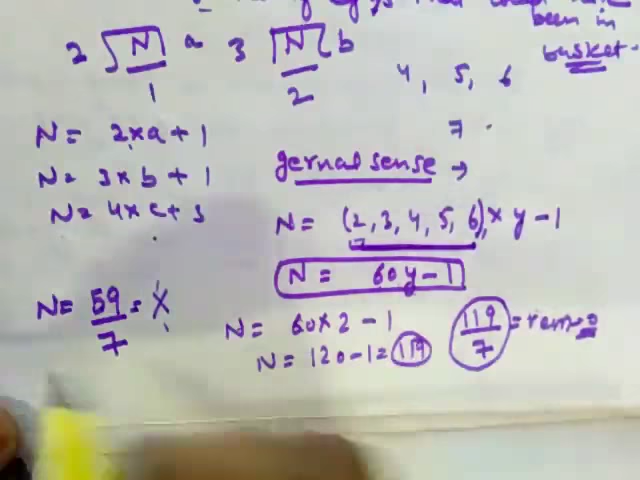 been in
basket.
2 N a 3 N b
1 2
4, 5, 6
7.
N = 2×a+1
N = 3×b+1
N = 4×c+3
gernal sense →
N = (2,3,4,5,6)×y-1
N = 60y-1
N = 59/7 = X
N = 60×2-1
N = 120-1=119
119/7 = rem=0